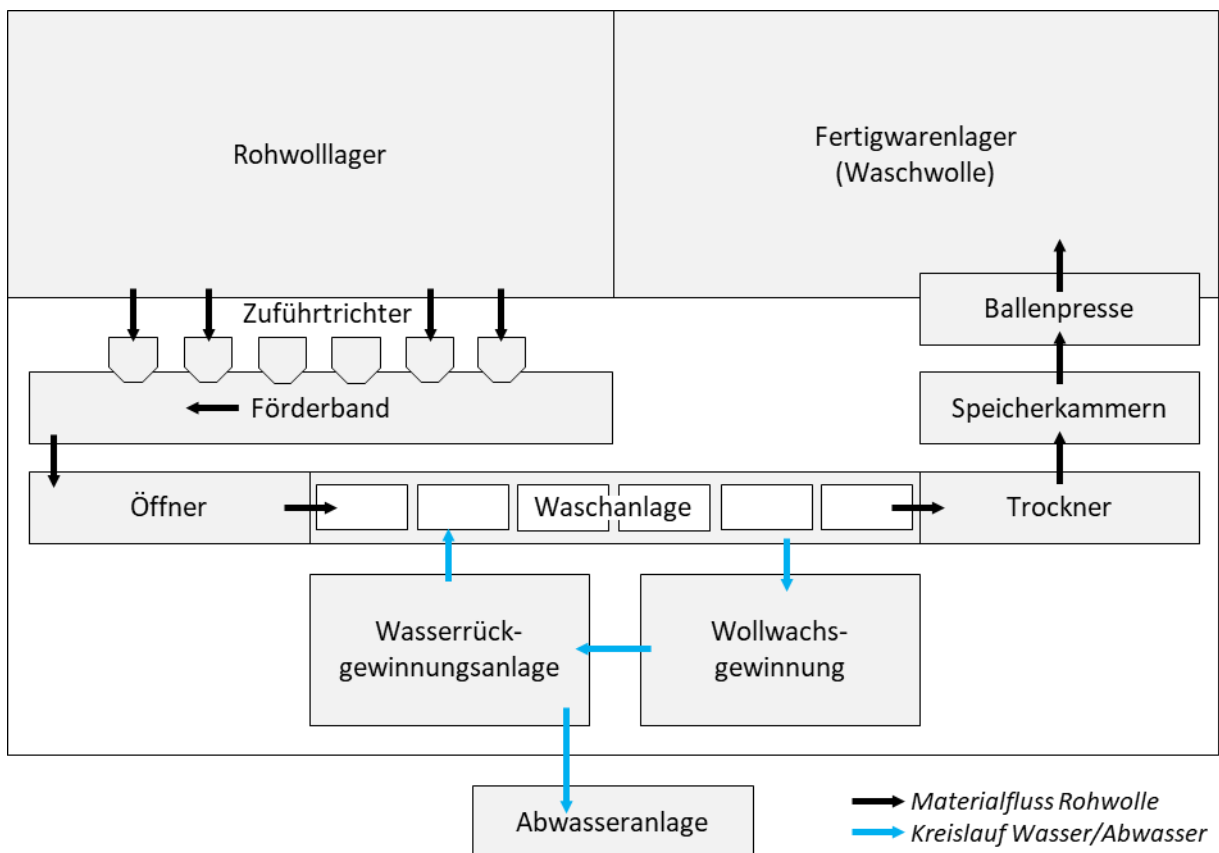 Rohwolllager
Fertigwarenlager
(Waschwolle)
Zuführtrichter
Ballenpresse
Förderband
Speicherkammern
Öffner
Waschanlage
Trockner
Wasserrück-
gewinnungsanlage
Wollwachs-
gewinnung
Abwasseranlage
Materialfluss Rohwolle
Kreislauf Wasser/Abwasser